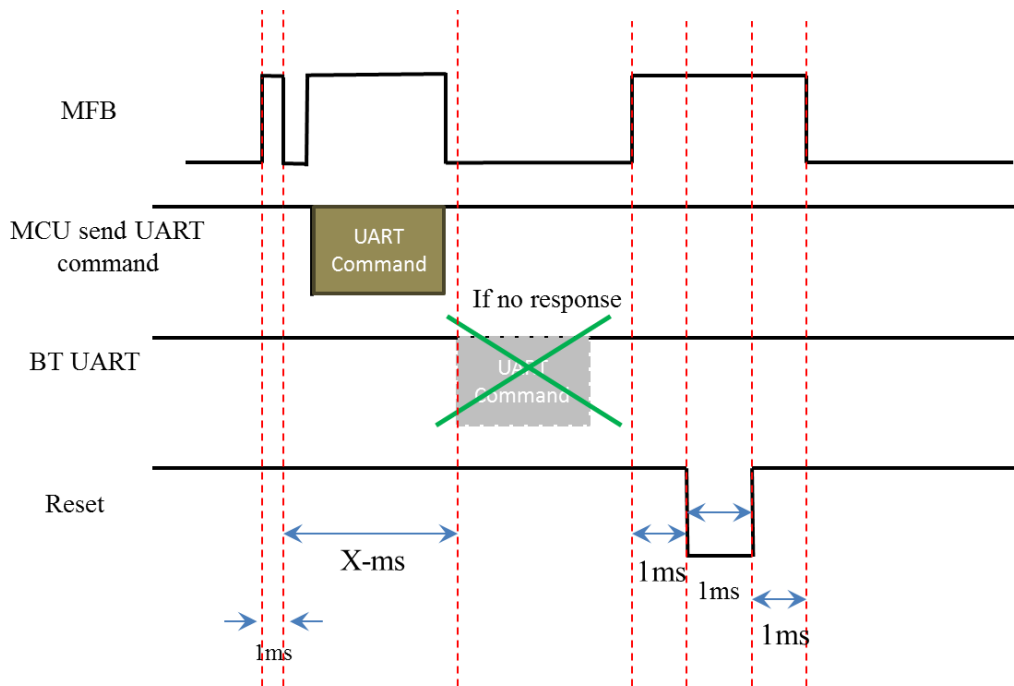 MFB
MCU send UART
command
UART
Command
If no response
BT UART
UART
Command
Reset
X-ms
1ms
1ms
1ms
1ms